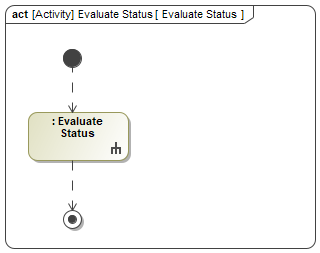 act [Activity] Evaluate Status [ Evaluate Status ]
: Evaluate
Status